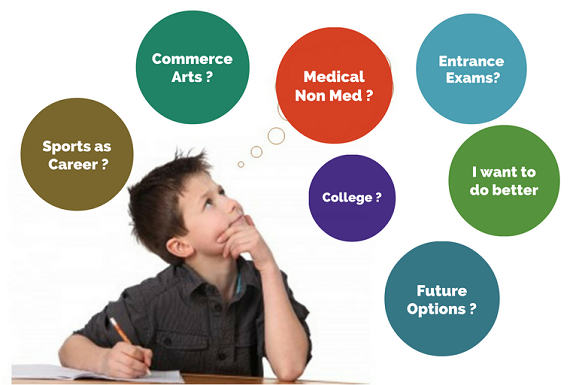 Commerce
Arts ?
Medical
Non Med ?
Entrance
Exams?
Sports as
Career ?
I want to
do better
College ?
Future
Options ?